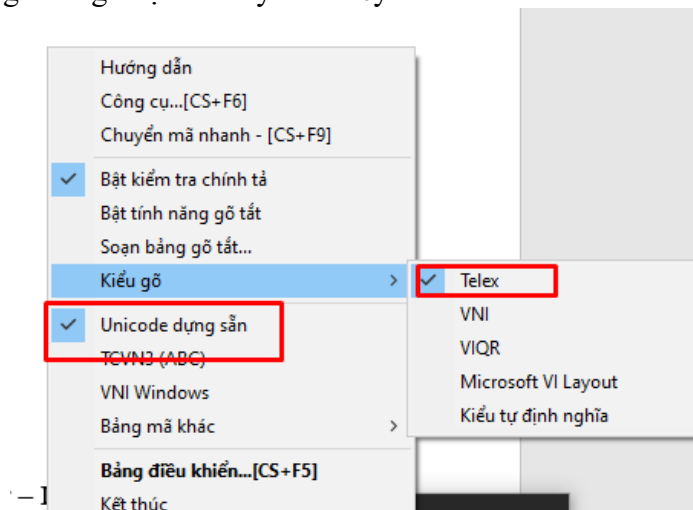 Hướng dẫn
Công cụ...[CS+F6]
Chuyển mã nhanh - [CS+F9]
Bật kiểm tra chính tả
Bật tính năng gõ tắt
Soạn bảng gõ tắt...
Kiểu gõ
Telex
Unicode dựng sẵn
VNI
TCVN3 (ABC)
VIQR
VNI Windows
Microsoft VI Layout
Bảng mã khác
Kiểu tự định nghĩa
Bảng điều khiển...[CS+F5]
Kết thúc